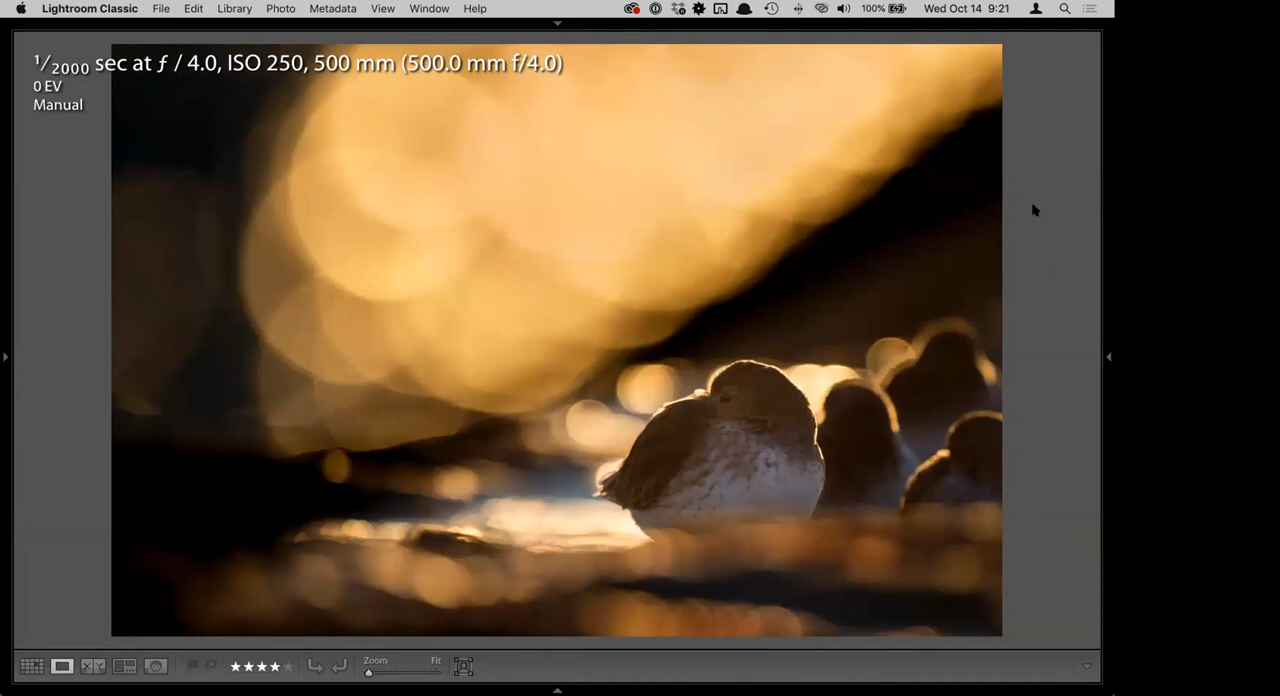 Lightroom Classic File Edit Library Photo Metadata View Window Help 100% Wed Oct 14 9:21
1/2000 sec at ƒ / 4.0, ISO 250, 500 mm (500.0 mm f/4.0)
0 EV
Manual
Zoom Fit